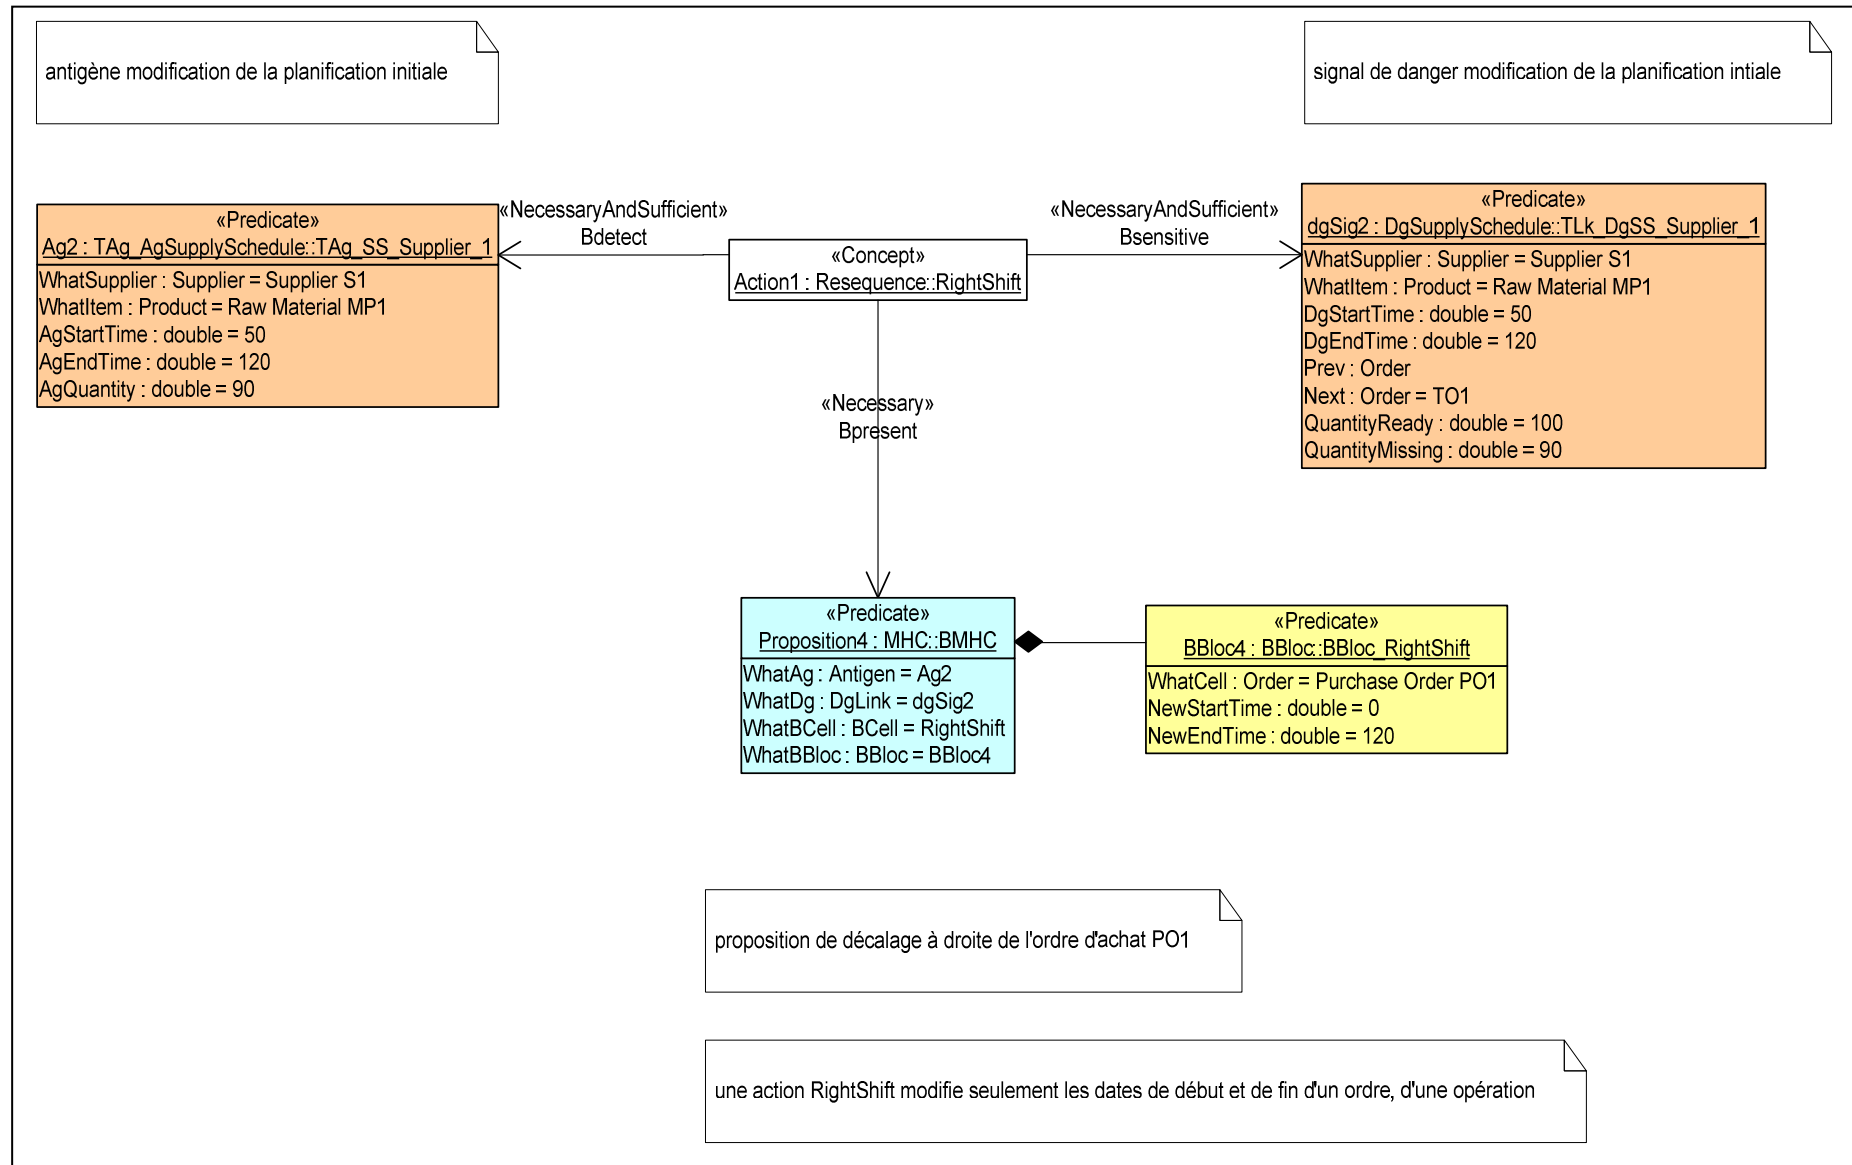 antigène modification de la planification initiale
signal de danger modification de la planification intiale
«Predicate»
Ag2 : TAg_AgSupplySchedule::TAg_SS_Supplier_1
WhatSupplier : Supplier = Supplier S1
WhatItem : Product = Raw Material MP1
AgStartTime : double = 50
AgEndTime : double = 120
AgQuantity : double = 90
«NecessaryAndSufficient»
Bdetect
«Concept»
Action1 : Resequence::RightShift
«NecessaryAndSufficient»
Bsensitive
«Predicate»
dgSig2 : DgSupplySchedule::TLk_DgSS_Supplier_1
WhatSupplier : Supplier = Supplier S1
WhatItem : Product = Raw Material MP1
DgStartTime : double = 50
DgEndTime : double = 120
Prev : Order
Next : Order = TO1
QuantityReady : double = 100
QuantityMissing : double = 90
«Necessary»
Bpresent
«Predicate»
Proposition4 : MHC::BMHC
WhatAg : Antigen = Ag2
WhatDg : DgLink = dgSig2
WhatBCell : BCell = RightShift
WhatBBloc : BBloc = BBloc4
«Predicate»
BBloc4 : BBloc::BBloc_RightShift
WhatCell : Order = Purchase Order PO1
NewStartTime : double = 0
NewEndTime : double = 120
proposition de décalage à droite de l'ordre d'achat PO1
une action RightShift modifie seulement les dates de début et de fin d'un ordre, d'une opération